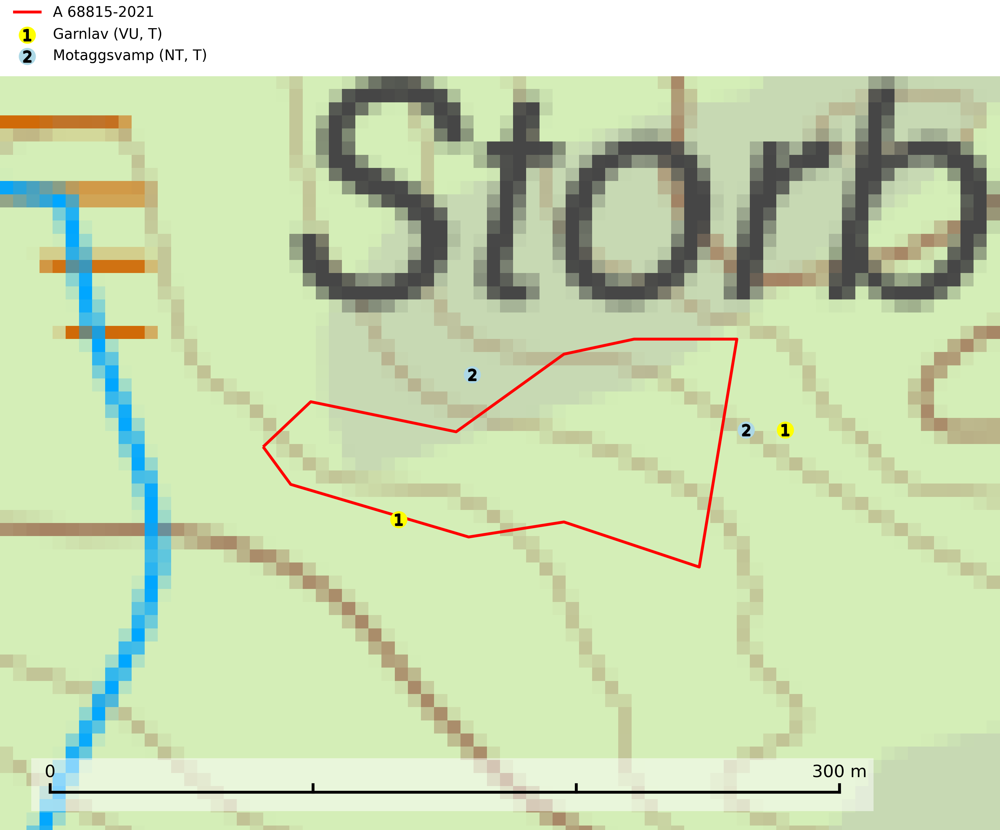 A 68815-2021
1 Garnlav (VU, T)
2 Motaggsvamp (NT, T)
Storb
2
2 1
1
0 300 m